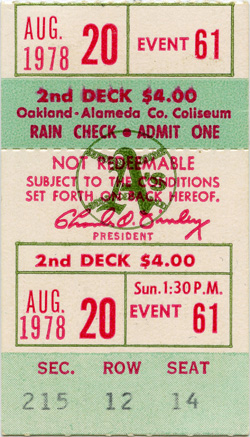 AUG. 20 EVENT 61
1978
2nd DECK $4.00
Oakland-Alameda Co. Coliseum
RAIN CHECK • ADMIT ONE
NOT REDEEMABLE
SUBJECT TO THE CONDITIONS
SET FORTH ON BACK HEREOF.
A's
Charles O. Finley
PRESIDENT
2nd DECK $4.00
AUG. 20 Sun. 1:30 P.M.
1978 EVENT 61
SEC. ROW SEAT
215 12 14